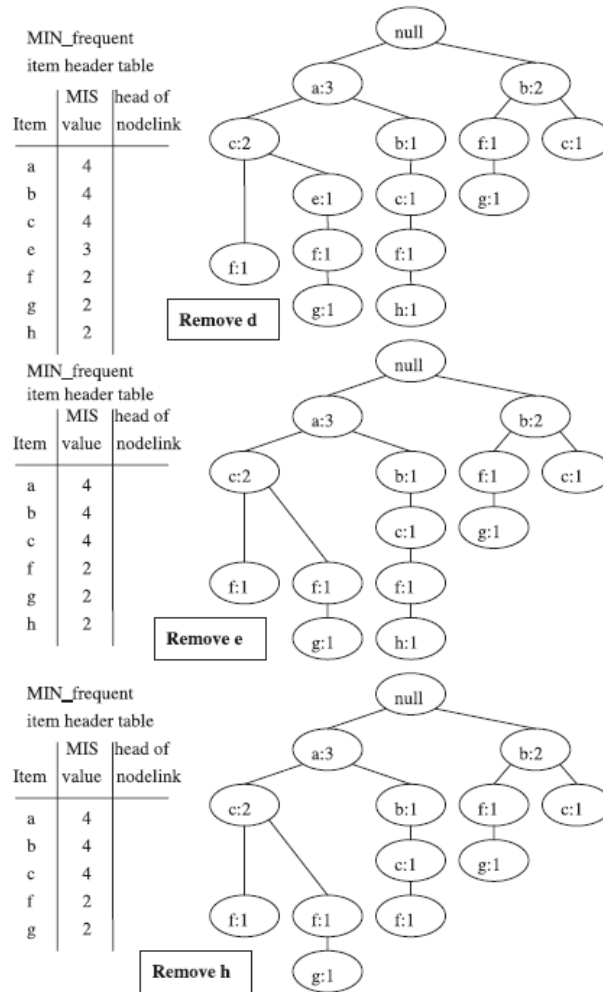 MIN_frequent
item header table
MIS head of
Item value nodelink
a 4
b 4
c 4
e 3
f 2
g 2
h 2
null
a:3 b:2
c:2 b:1 f:1 c:1
e:1 c:1 g:1
f:1 f:1 f:1
g:1 h:1
Remove d
MIN_frequent
item header table
MIS head of
Item value nodelink
a 4
b 4
c 4
f 2
g 2
h 2
null
a:3 b:2
c:2 b:1 f:1 c:1
c:1 g:1
f:1 f:1 f:1
g:1 h:1
Remove e
MIN_frequent
item header table
MIS head of
Item value nodelink
a 4
b 4
c 4
f 2
g 2
null
a:3 b:2
c:2 b:1 f:1 c:1
c:1 g:1
f:1 f:1 f:1
g:1
Remove h